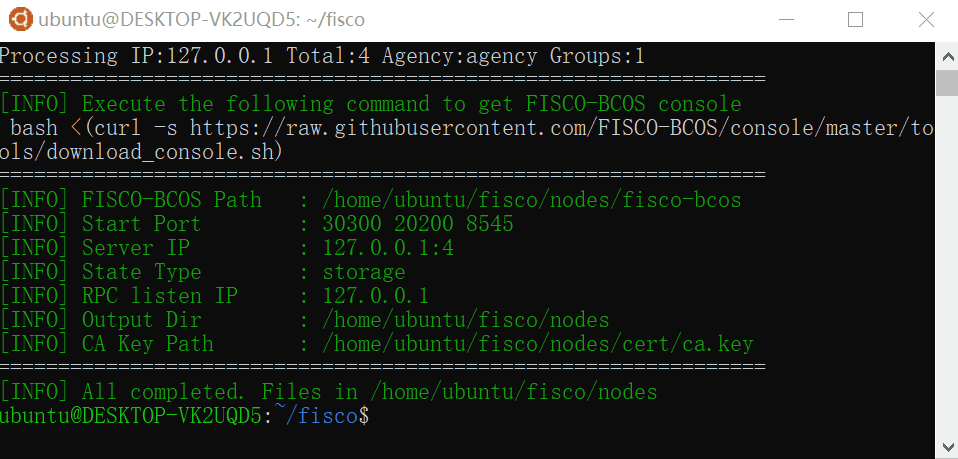 ubuntu@DESKTOP-VK2UQD5: ~/fisco
Processing IP:127.0.0.1 Total:4 Agency:agency Groups:1
================================================================
[INFO] Execute the following command to get FISCO-BCOS console
 bash <(curl -s https://raw.githubusercontent.com/FISCO-BCOS/console/master/to
ols/download_console.sh)
================================================================
[INFO] FISCO-BCOS Path   : /home/ubuntu/fisco/nodes/fisco-bcos
[INFO] Start Port        : 30300 20200 8545
[INFO] Server IP         : 127.0.0.1:4
[INFO] State Type        : storage
[INFO] RPC listen IP     : 127.0.0.1
[INFO] Output Dir        : /home/ubuntu/fisco/nodes
[INFO] CA Key Path       : /home/ubuntu/fisco/nodes/cert/ca.key
================================================================
[INFO] All completed. Files in /home/ubuntu/fisco/nodes
ubuntu@DESKTOP-VK2UQD5:~/fisco$